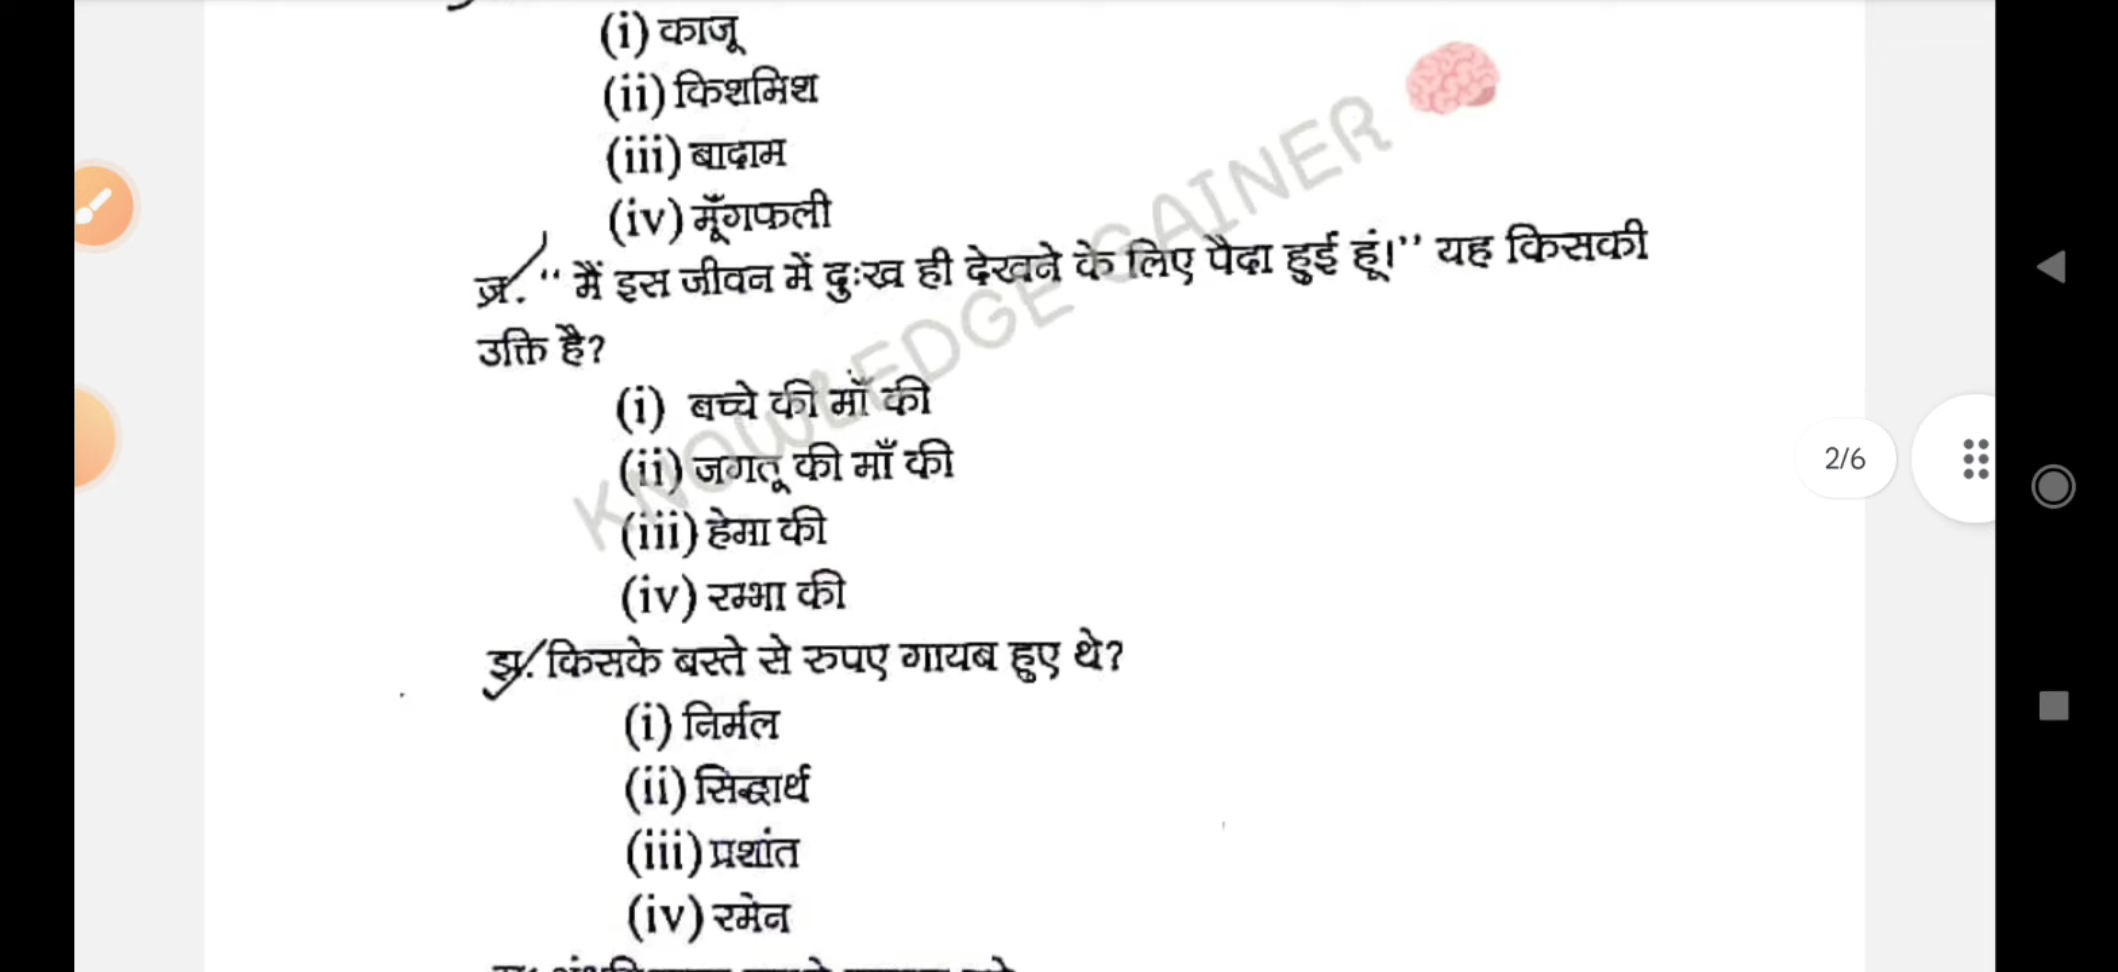 (i) काजू
(ii) किशमिश
(iii) बादाम
(iv) मूँगफली
ज्र. “ मैं इस जीवन में दुःख ही देखने के लिए पैदा हुई हूं।” यह किसकी
उक्ति है?
(i) बच्चे की माँ की
(ii) जगतू की माँ की
(iii) हेमा की
(iv) रम्भा की
झ. किसके बस्ते से रुपए गायब हुए थे?
(i) निर्मल
(ii) सिद्धार्थ
(iii) प्रशांत
(iv) रमेन
KNOWLEDGE GAINER
2/6